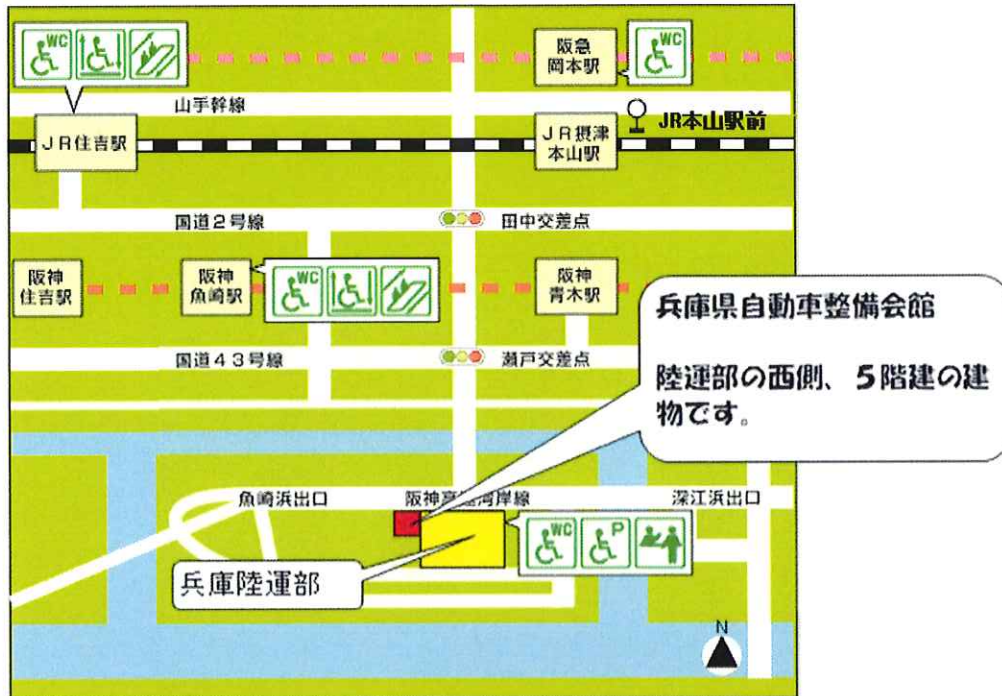 WC
阪急
岡本駅
WC
山手幹線
JR本山駅前
JR住吉駅
JR摂津
本山駅
国道2号線
田中交差点
阪神
住吉駅
阪神
魚崎駅
WC
阪神
青木駅
兵庫県自動車整備会館
国道43号線
瀬戸交差点
陸運部の西側、5階建の建
物です。
魚崎浜出口
阪神高速湾岸線
深江浜出口
WC
P
兵庫陸運部
N